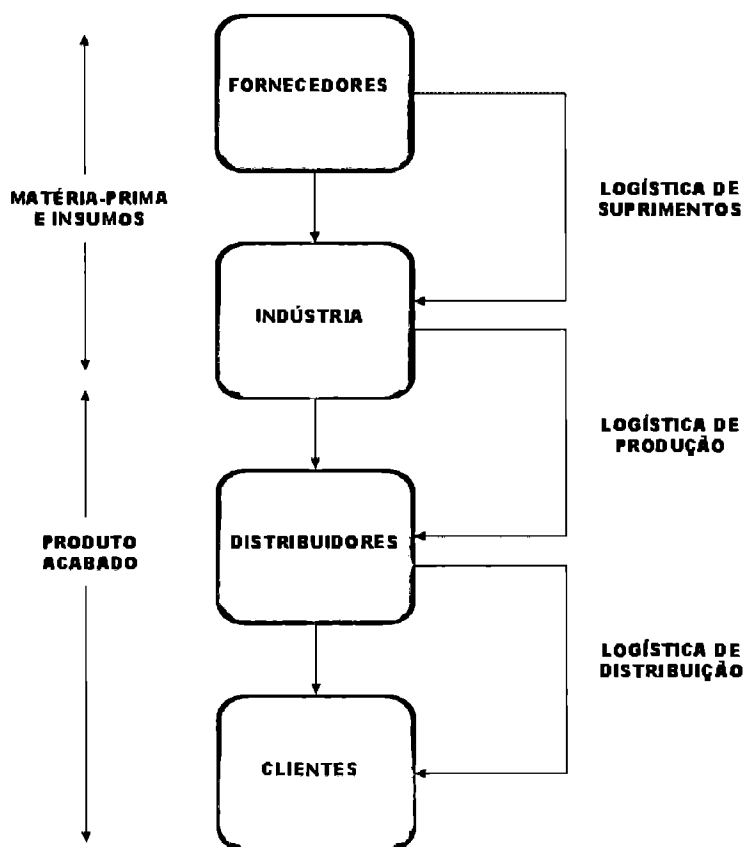 FORNECEDORES
MATÉRIA-PRIMA
E INSUMOS
LOGÍSTICA DE
SUPRIMENTOS
INDÚSTRIA
LOGÍSTICA DE
PRODUÇÃO
PRODUTO
ACABADO
DISTRIBUIDORES
LOGÍSTICA DE
DISTRIBUIÇÃO
CLIENTES